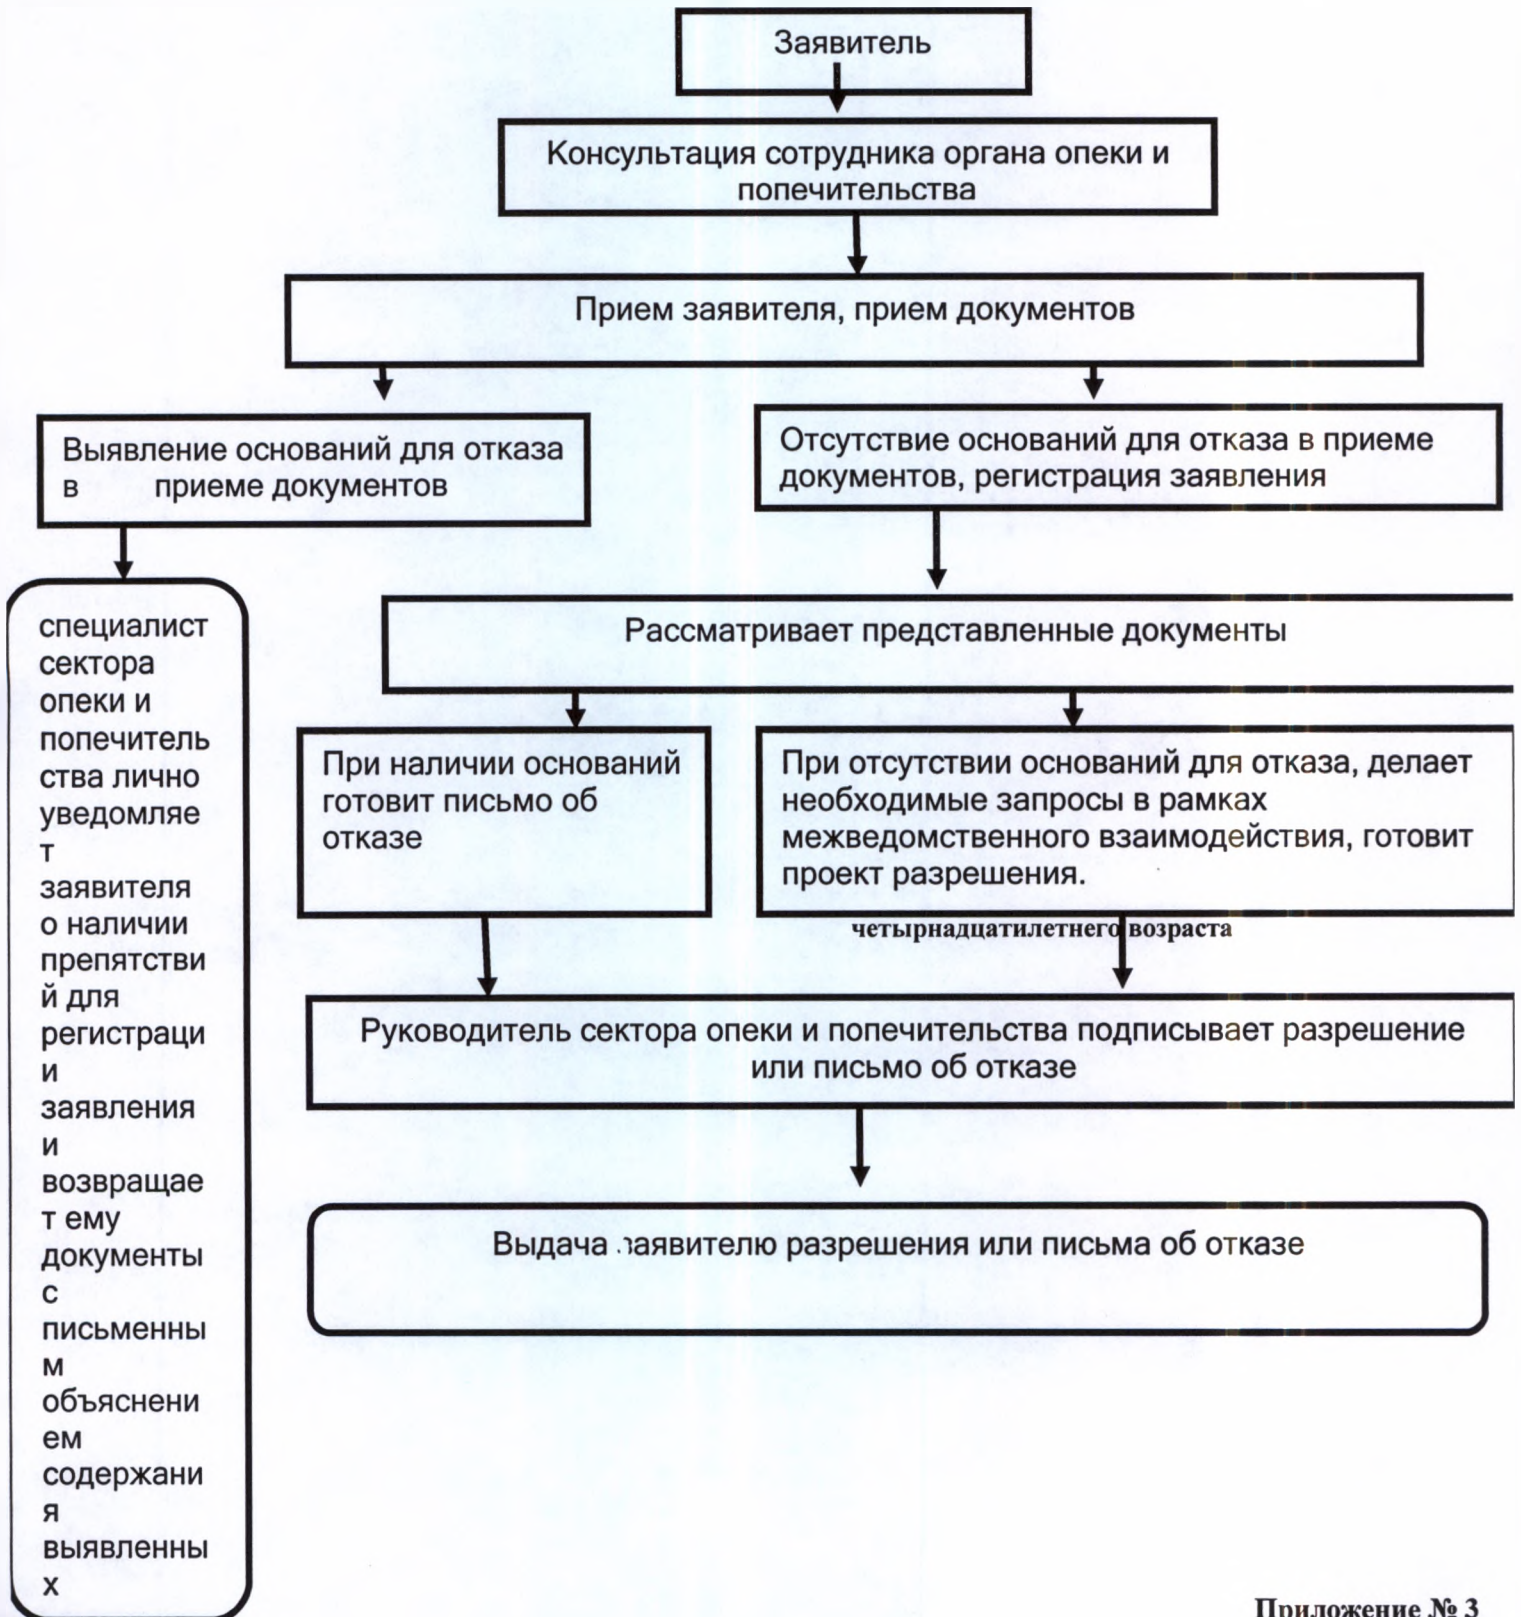 Заявитель
Консультация сотрудника органа опеки и
попечительства
Прием заявителя, прием документов
Выявление оснований для отказа
в приеме документов
Отсутствие оснований для отказа в приеме
документов, регистрация заявления
специалист
сектора
опеки и
попечитель
ства лично
уведомляе
т
заявителя
о наличии
препятстви
й для
регистраци
и
заявления
и
возвращае
т ему
документы
с
письменны
м
объяснени
ем
содержани
я
выявленны
х
Рассматривает представленные документы
При наличии оснований
готовит письмо об
отказе
При отсутствии оснований для отказа, делает
необходимые запросы в рамках
межведомственного взаимодействия, готовит
проект разрешения.
четырнадцатилетнего возраста
Руководитель сектора опеки и попечительства подписывает разрешение
или письмо об отказе
Выдача заявителю разрешения или письма об отказе
Приложение № 3